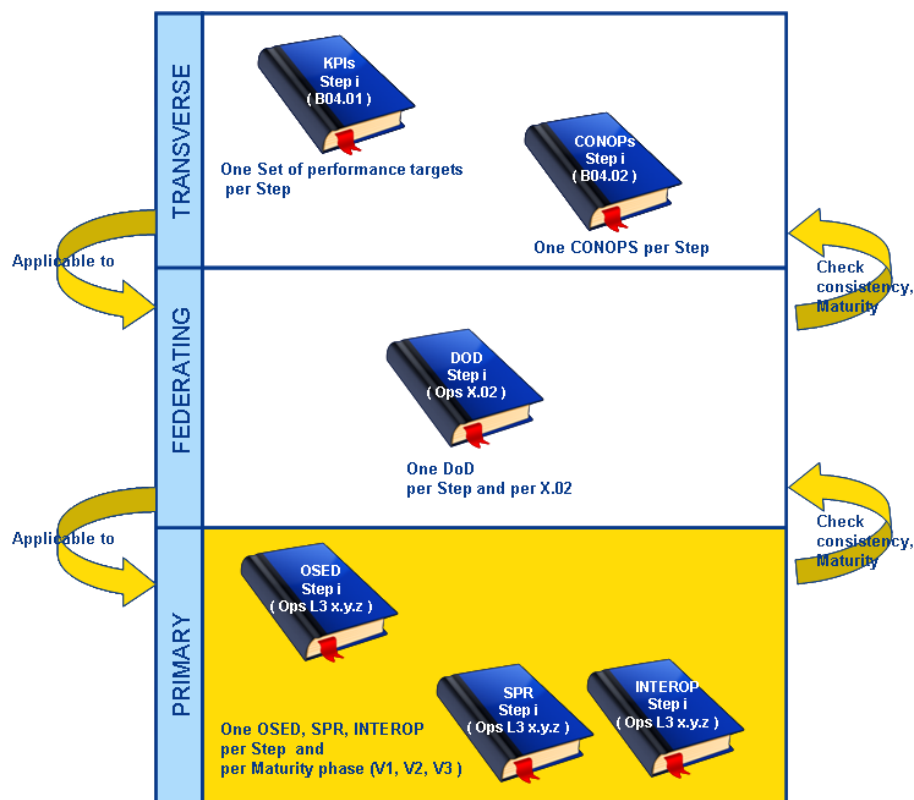 TRANSVERSE
KPIs
Step i
( B04.01 )
One Set of performance targets
per Step
CONOPs
Step i
( B04.02 )
One CONOPS per Step
Applicable to
Check
consistency,
Maturity
FEDERATING
DOD
Step i
( Ops X.02 )
One DoD
per Step and per X.02
Applicable to
Check
consistency,
Maturity
PRIMARY
OSED
Step i
( Ops L3 x.y.z )
SPR
Step i
( Ops L3 x.y.z )
INTEROP
Step i
( Ops L3 x.y.z )
One OSED, SPR, INTEROP
per Step and
per Maturity phase (V1, V2, V3 )